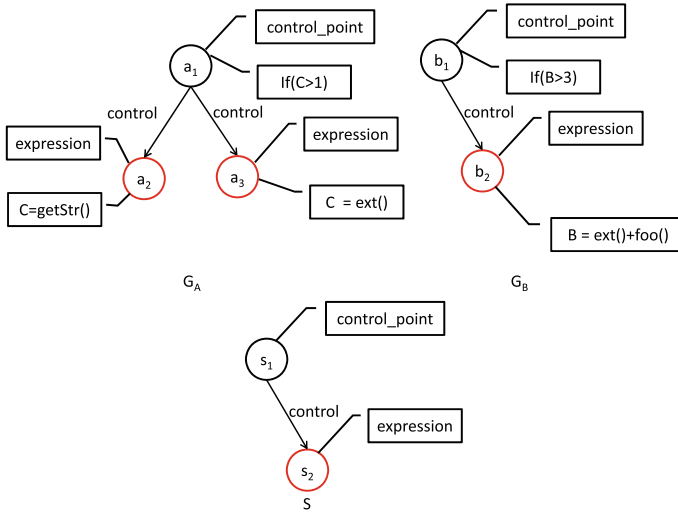 control_point
a1
If(C>1)
control
control
expression
expression
a2
a3
C=getStr()
C = ext()
GA
control_point
b1
If(B>3)
control
expression
b2
B = ext()+foo()
GB
control_point
s1
control
expression
s2
S